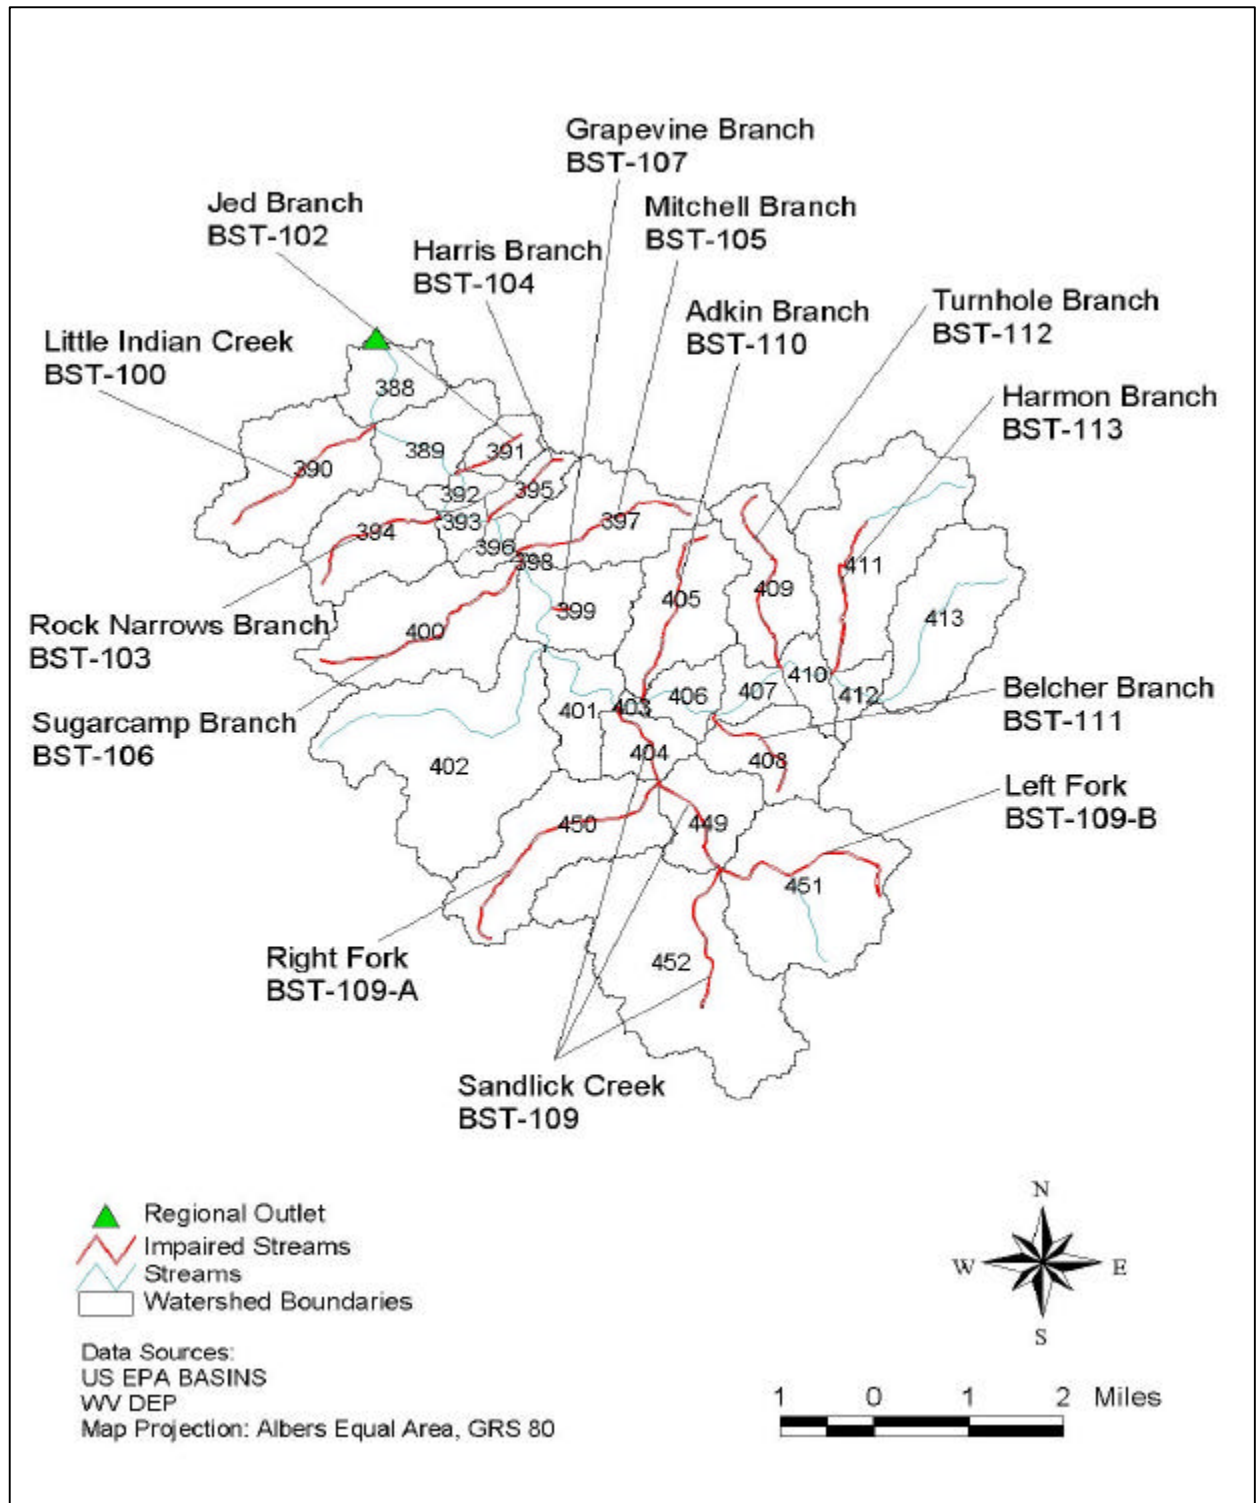 Grapevine Branch
BST-107
Jed Branch
BST-102
Mitchell Branch
BST-105
Harris Branch
BST-104
Turnhole Branch
BST-112
Adkin Branch
BST-110
Little Indian Creek
BST-100
Harmon Branch
BST-113
388
389
391
390
392
395
393
394
397
396
398
411
409
405
399
413
400
Rock Narrows Branch
BST-103
410
406
407
412
403
401
Belcher Branch
BST-111
Sugarcamp Branch
BST-106
404
408
402
Left Fork
BST-109-B
450
449
451
Right Fork
BST-109-A
452
Sandlick Creek
BST-109
N
W
E
S
Regional Outlet
Impaired Streams
Streams
Watershed Boundaries
Data Sources:
US EPA BASINS
WV DEP
Map Projection: Albers Equal Area, GRS 80
1 0 1 2 Miles